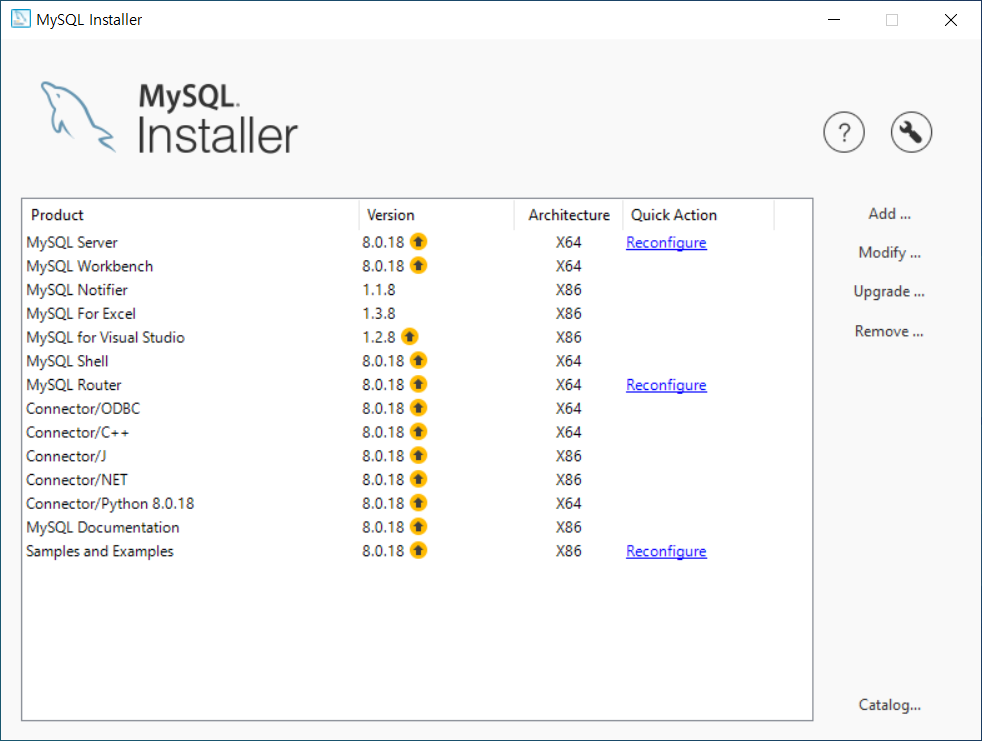 MySQL Installer
MySQL.
Installer
?
Product Version Architecture Quick Action
MySQL Server 8.0.18 X64 Reconfigure
MySQL Workbench 8.0.18 X64
MySQL Notifier 1.1.8 X86
MySQL For Excel 1.3.8 X86
MySQL for Visual Studio 1.2.8 X86
MySQL Shell 8.0.18 X64
MySQL Router 8.0.18 X64 Reconfigure
Connector/ODBC 8.0.18 X64
Connector/C++ 8.0.18 X64
Connector/J 8.0.18 X86
Connector/NET 8.0.18 X86
Connector/Python 8.0.18 8.0.18 X64
MySQL Documentation 8.0.18 X86
Samples and Examples 8.0.18 X86 Reconfigure
Add ...
Modify ...
Upgrade ...
Remove ...
Catalog...